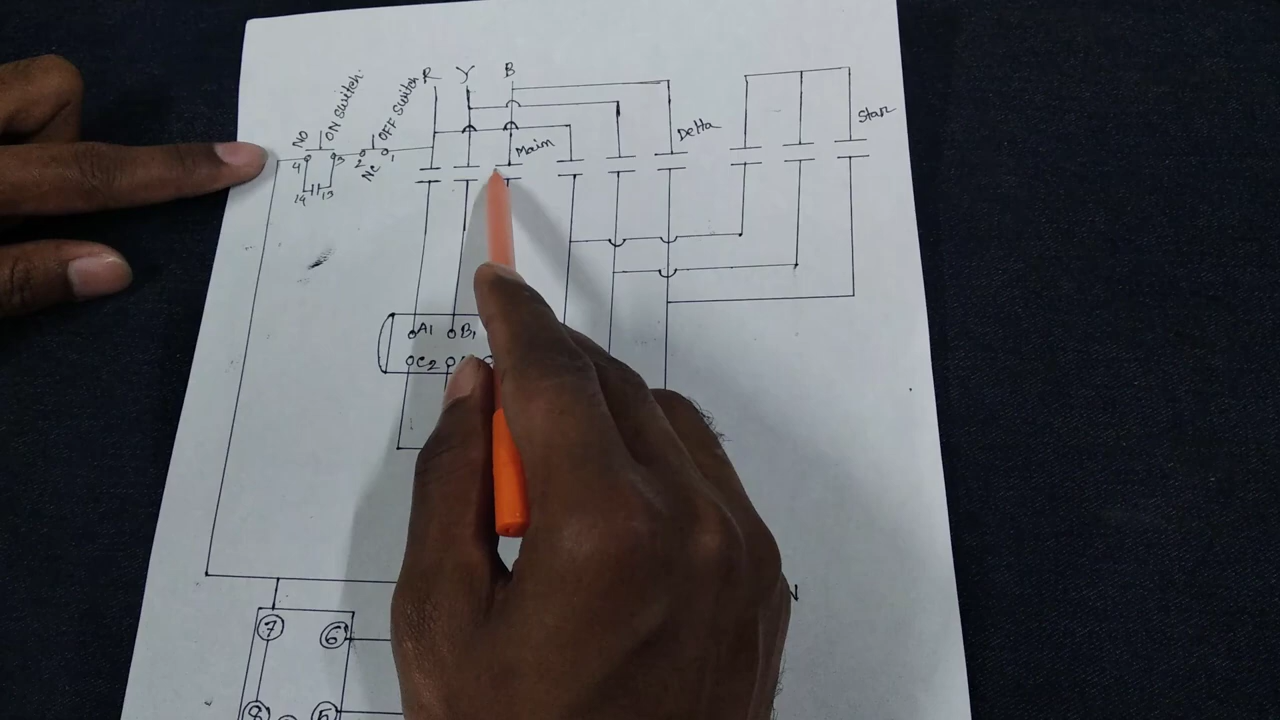 R Y B
ON switch.
OFF switch
NO
4 3 2 1
NC
14 13
Main
Delta
Star
A1 B1
C2
7 6
8 5